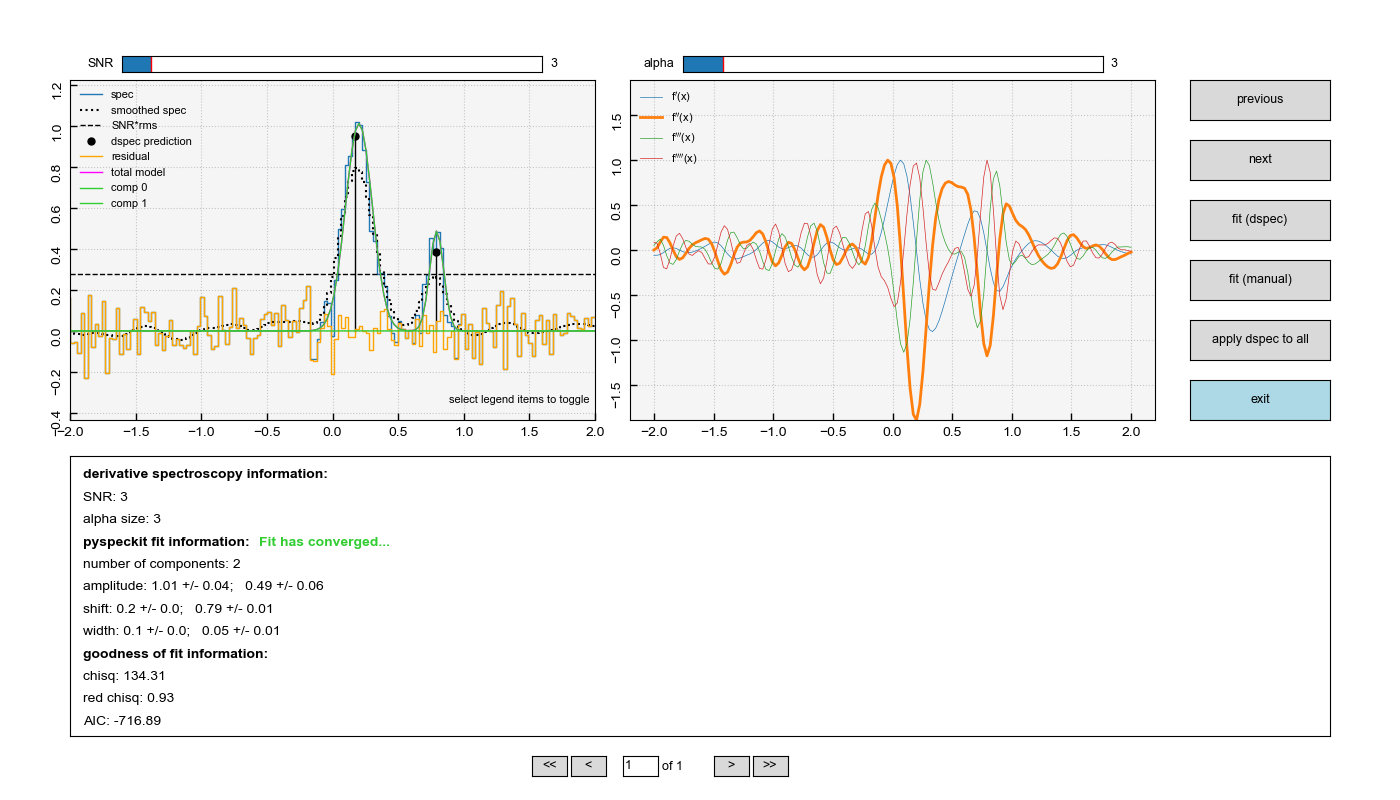 SNR 3
alpha 3
spec
smoothed spec
SNR*rms
dspec prediction
residual
total model
comp 0
comp 1
select legend items to toggle
1.2
1.0
0.8
0.6
0.4
0.2
0.0
−0.2
−0.4
−2.0 −1.5 −1.0 −0.5 0.0 0.5 1.0 1.5 2.0
f′(x)
f′′(x)
f′′′(x)
f′′′′(x)
1.5
1.0
0.5
0.0
−0.5
−1.0
−1.5
−2.0 −1.5 −1.0 −0.5 0.0 0.5 1.0 1.5 2.0
previous
next
fit (dspec)
fit (manual)
apply dspec to all
exit
derivative spectroscopy information:
SNR: 3
alpha size: 3
pyspeckit fit information: Fit has converged...
number of components: 2
amplitude: 1.01 +/- 0.04; 0.49 +/- 0.06
shift: 0.2 +/- 0.0; 0.79 +/- 0.01
width: 0.1 +/- 0.0; 0.05 +/- 0.01
goodness of fit information:
chisq: 134.31
red chisq: 0.93
AIC: -716.89
<< < 1 of 1 > >>